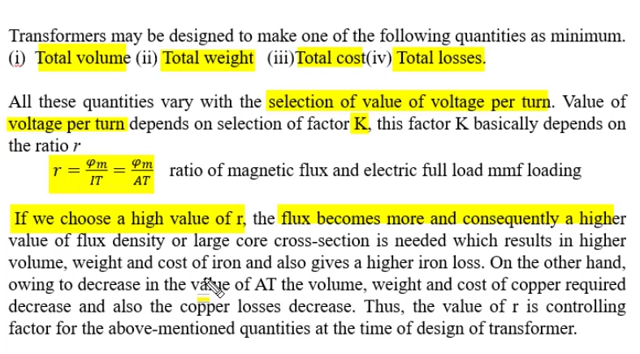 Transformers may be designed to make one of the following quantities as minimum.
(i) Total volume (ii) Total weight (iii)Total cost(iv) Total losses.
All these quantities vary with the selection of value of voltage per turn. Value of
voltage per turn depends on selection of factor K, this factor K basically depends on
the ratio r
r = φm/IT = φm/AT ratio of magnetic flux and electric full load mmf loading
If we choose a high value of r, the flux becomes more and consequently a higher
value of flux density or large core cross-section is needed which results in higher
volume, weight and cost of iron and also gives a higher iron loss. On the other hand,
owing to decrease in the value of AT the volume, weight and cost of copper required
decrease and also the copper losses decrease. Thus, the value of r is controlling
factor for the above-mentioned quantities at the time of design of transformer.